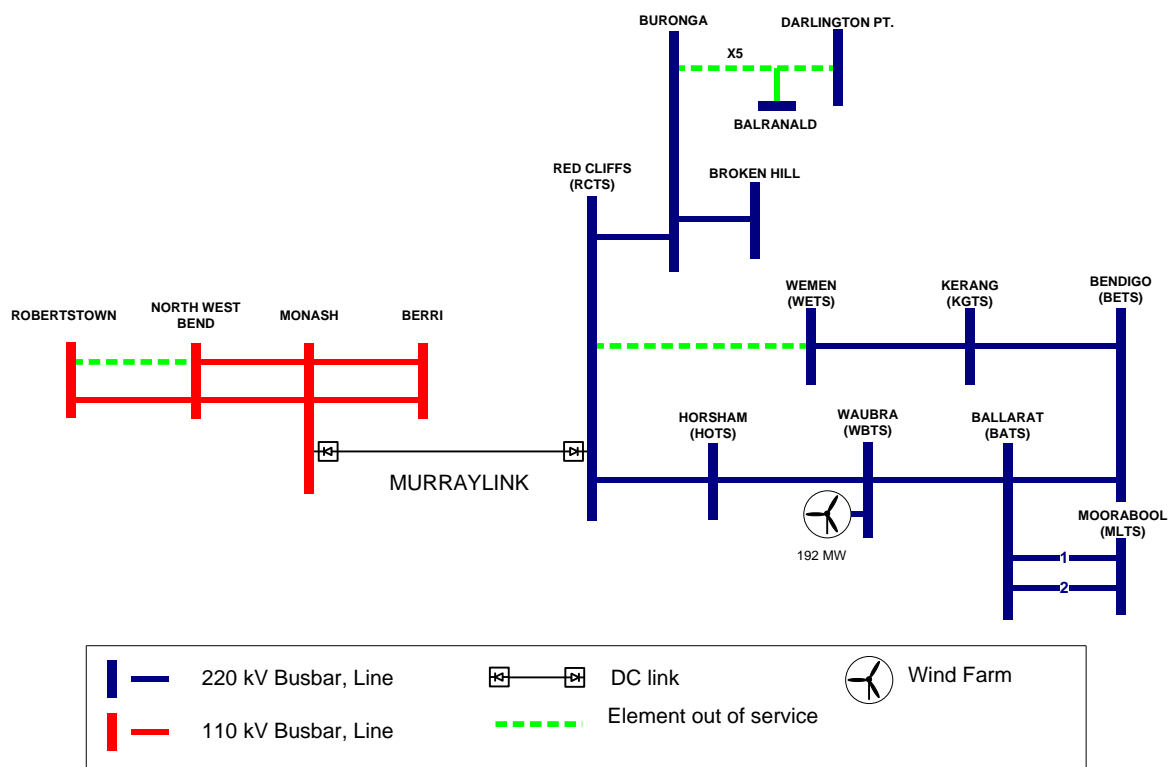 BURONGA
DARLINGTON PT.
X5
BALRANALD
RED CLIFFS
(RCTS)
BROKEN HILL
WEMEN
(WETS)
KERANG
(KGTS)
BENDIGO
(BETS)
ROBERTSTOWN
NORTH WEST
BEND
MONASH
BERRI
HORSHAM
(HOTS)
WAUBRA
(WBTS)
BALLARAT
(BATS)
MURRAYLINK
192 MW
MOORABOOL
(MLTS)
1
2
220 kV Busbar, Line
DC link
Wind Farm
110 kV Busbar, Line
Element out of service